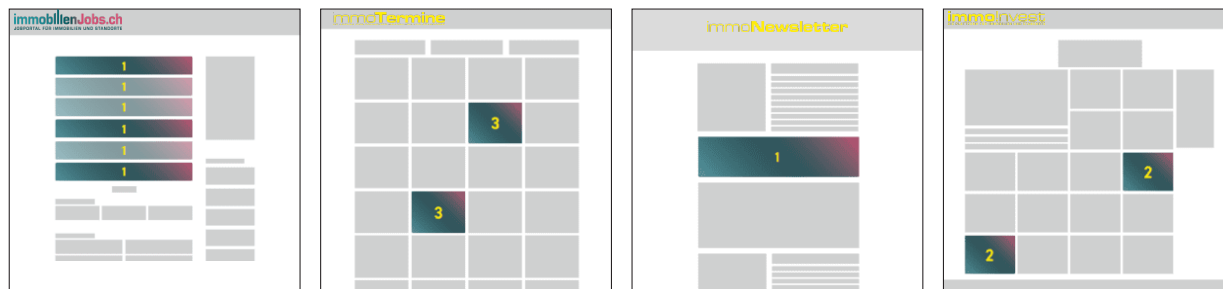 immobilienJobs.ch
JOBPORTAL FÜR IMMOBILIEN UND STANDORTE
1
1
1
1
1
1
immoTermine
3
3
immoNewsletter
1
immoInvest
2
2